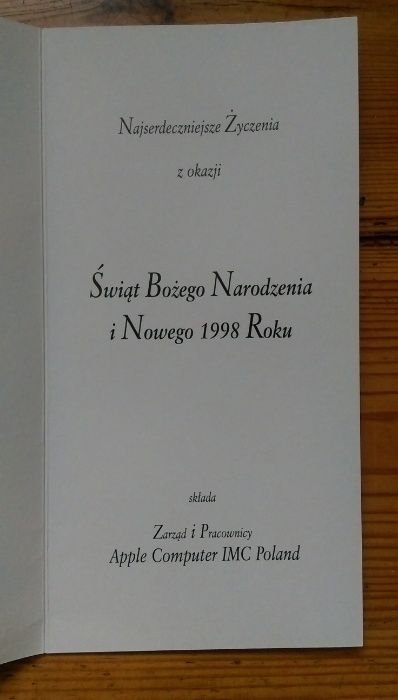 Najserdeczniejsze Życzenia
z okazji
Świąt Bożego Narodzenia
i Nowego 1998 Roku
składa
Zarząd i Pracownicy
Apple Computer IMC Poland